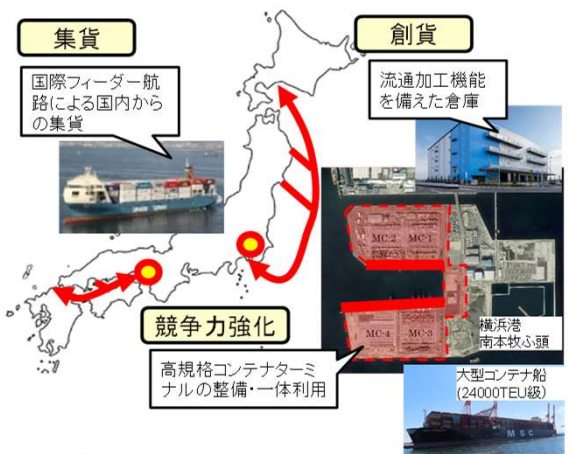 集貨
国際フィーダー航
路による国内から
の集貨
創貨
流通加工機能
を備えた倉庫
MC-2
MC-1
MC-4
MC-3
横浜港
南本牧ふ頭
競争力強化
高規格コンテナターミ
ナルの整備・一体利用
大型コンテナ船
(24000TEU級)
MSC